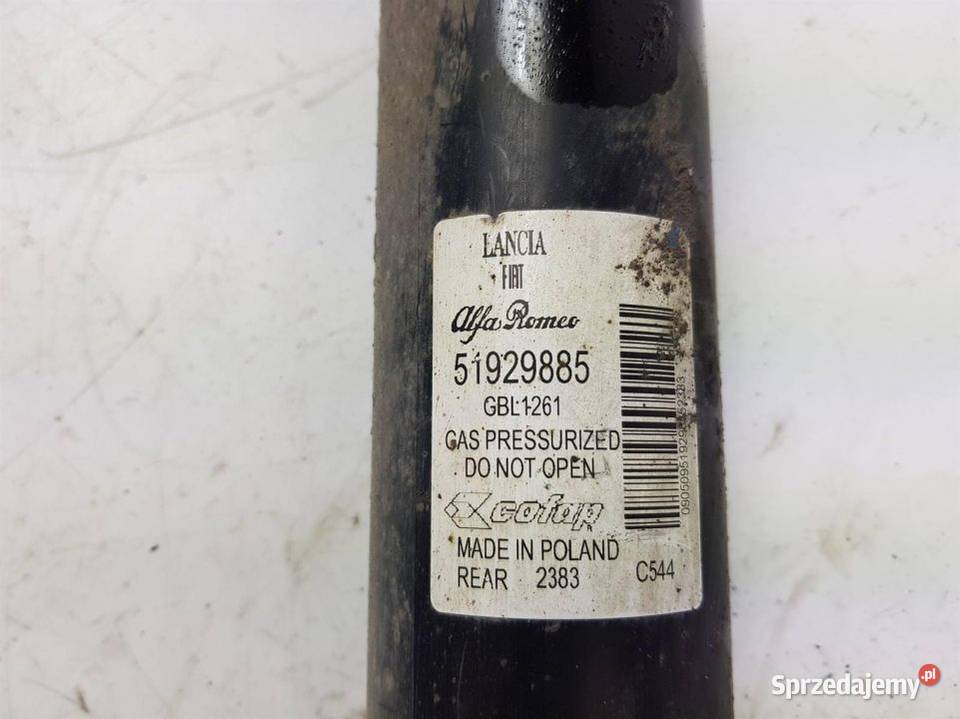 LANCIA
FIAT
Alfa Romeo
51929885
GBL1261
GAS PRESSURIZED
DO NOT OPEN
cofap
MADE IN POLAND
REAR 2383 C544
Sprzedajemy.pl